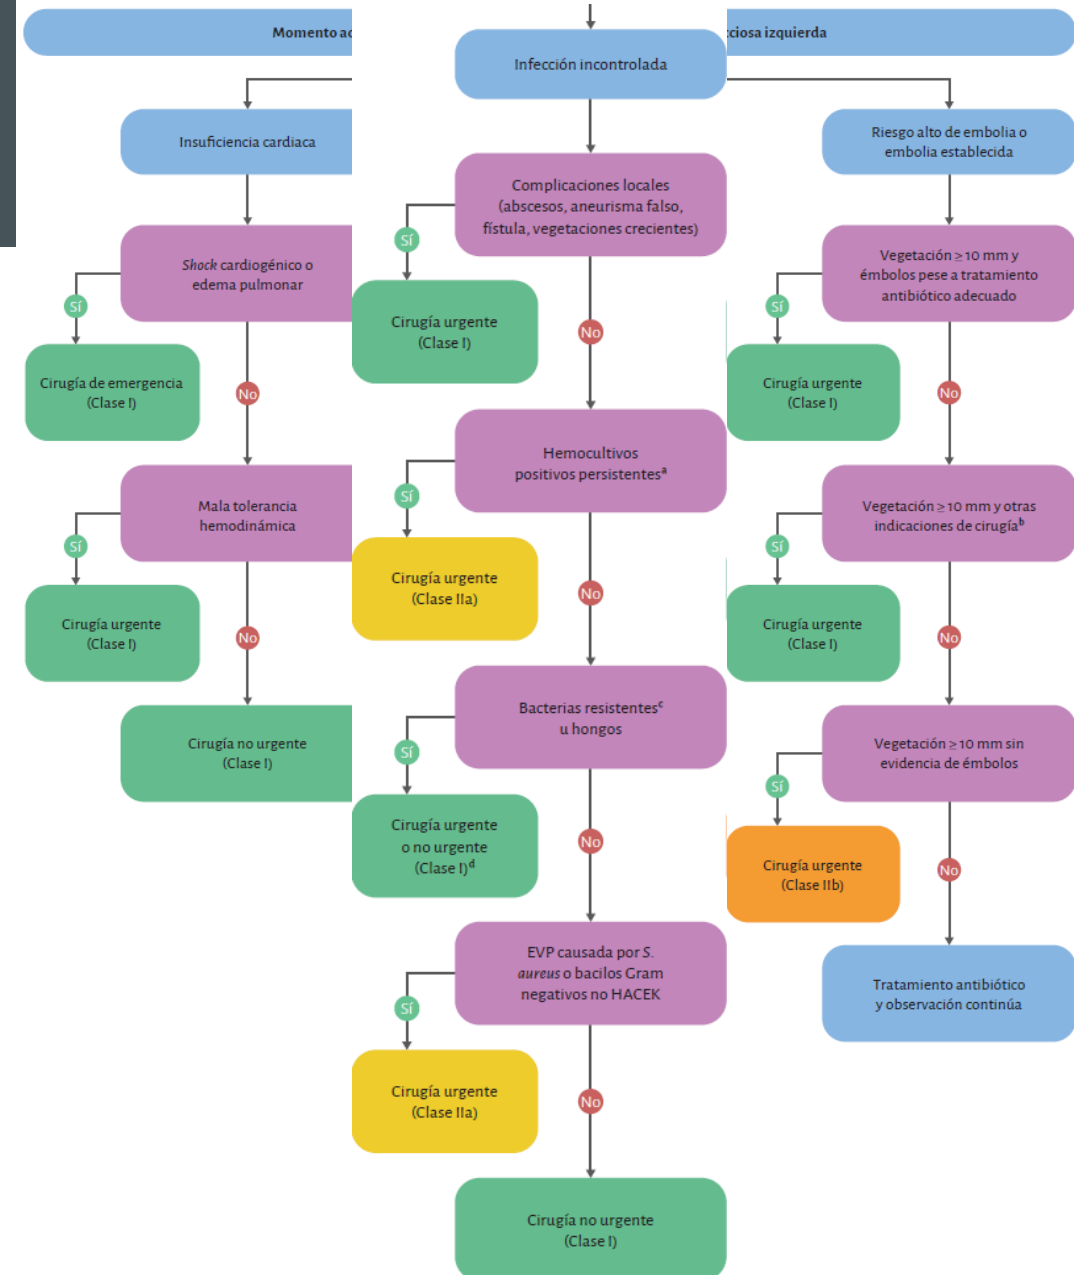 Momento
cciosa izquierda
Insuficiencia cardiaca
Shock cardiogénico o
edema pulmonar
Sí
Cirugía de emergencia
(Clase I)
No
Mala tolerancia
hemodinámica
Sí
Cirugía urgente
(Clase I)
No
Cirugía no urgente
(Clase I)
Infección incontrolada
Complicaciones locales
(abscesos, aneurisma falso,
fístula, vegetaciones crecientes)
Sí
Cirugía urgente
(Clase I)
No
Hemocultivos
positivos persistentesᵃ
Sí
Cirugía urgente
(Clase IIa)
No
Bacterias resistentesᶜ
u hongos
Sí
Cirugía urgente
o no urgente
(Clase I)ᵈ
No
EVP causada por S.
aureus o bacilos Gram
negativos no HACEK
Sí
Cirugía urgente
(Clase IIa)
No
Cirugía no urgente
(Clase I)
Riesgo alto de embolia o
embolia establecida
Vegetación ≥ 10 mm y
émbolos pese a tratamiento
antibiótico adecuado
Sí
Cirugía urgente
(Clase I)
No
Vegetación ≥ 10 mm y otras
indicaciones de cirugíaᵇ
Sí
Cirugía urgente
(Clase I)
No
Vegetación ≥ 10 mm sin
evidencia de émbolos
Sí
Cirugía urgente
(Clase IIb)
No
Tratamiento antibiótico
y observación continúa